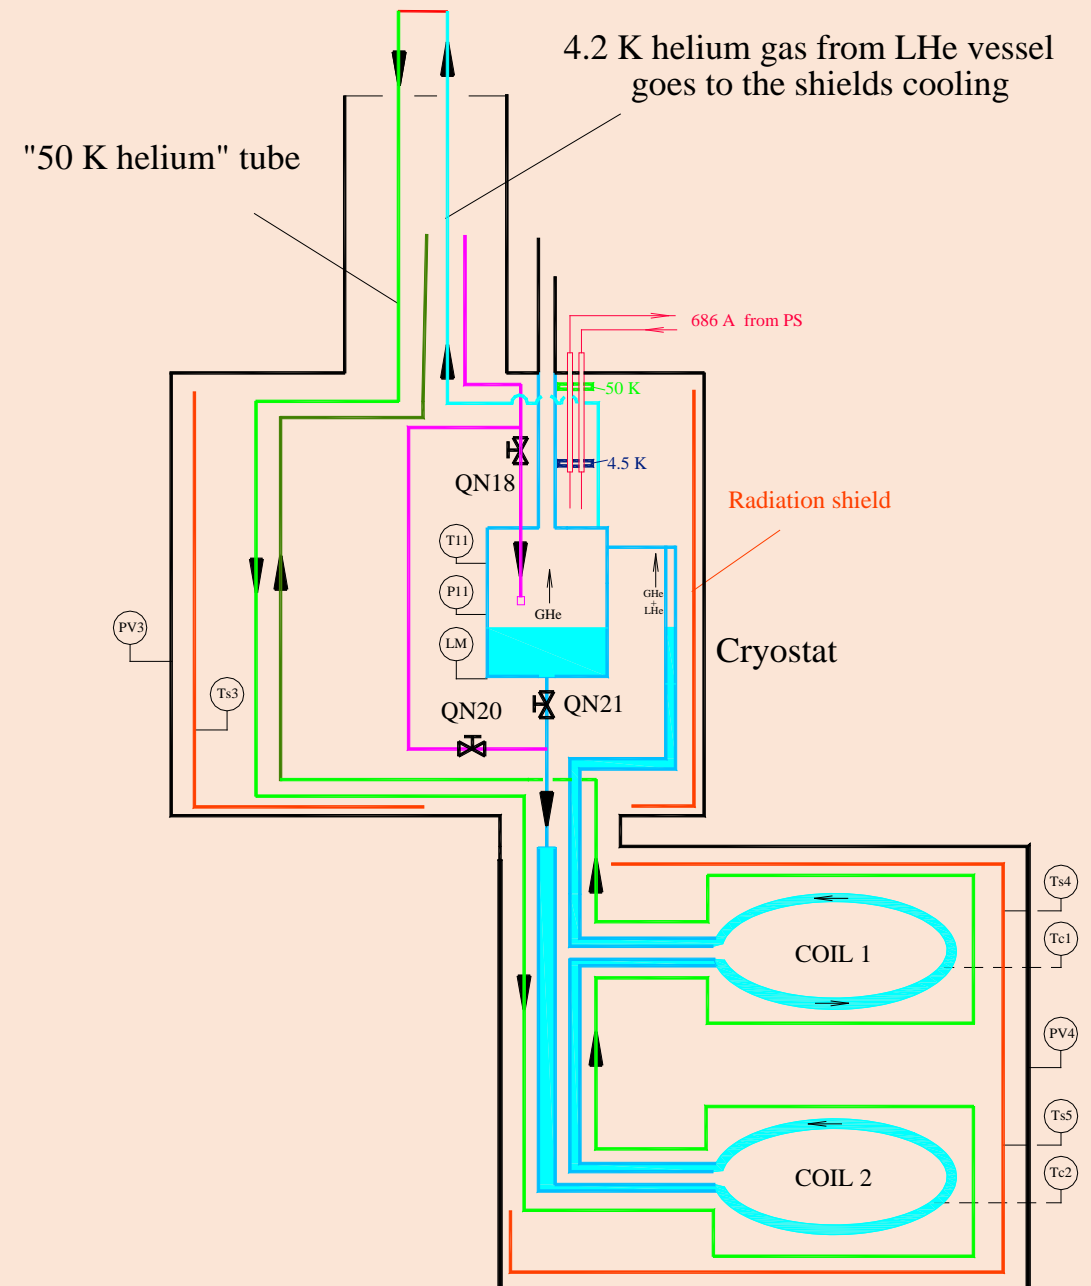 4.2 K helium gas from LHe vessel
goes to the shields cooling
"50 K helium" tube
686 A from PS
50 K
4.5 K
QN18
Radiation shield
T11
P11
GHe
GHe
+
LHe
PV3
LM
Cryostat
Ts3
QN20
QN21
Ts4
Tc1
COIL 1
PV4
Ts5
Tc2
COIL 2